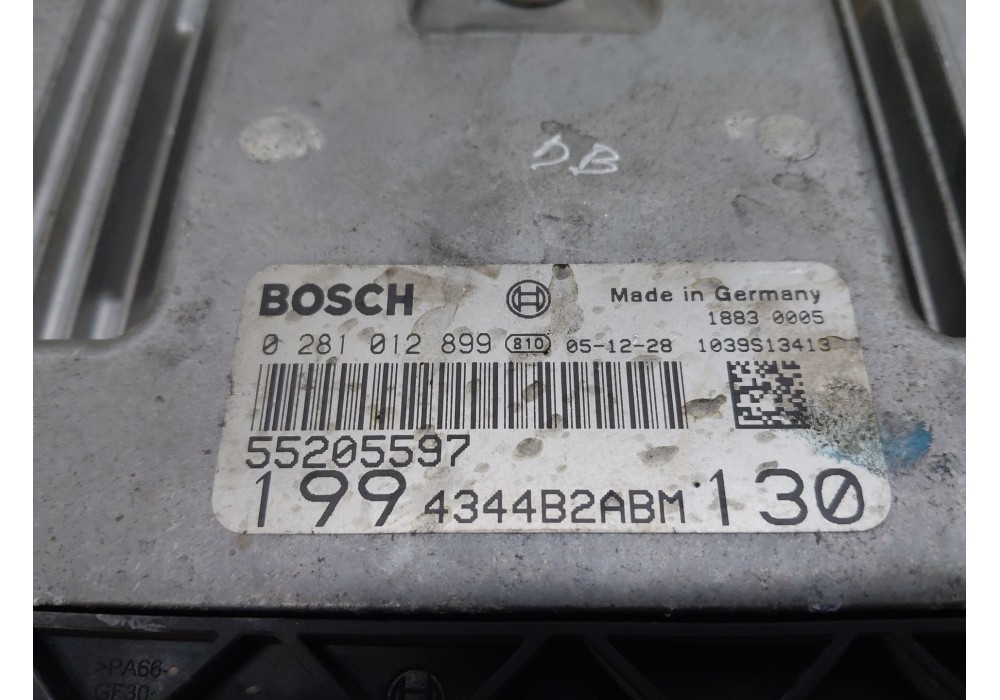 DB
BOSCH Made in Germany
1883 0005
0 281 012 899 810 05-12-28 1039S13413
55205597
199 4344B2ABM 130
>PA66-
GF30